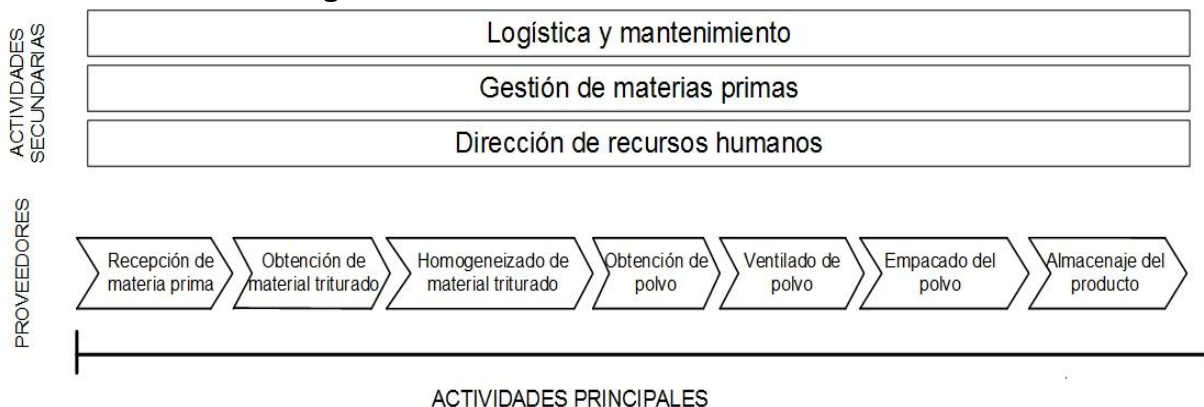 ACTIVIDADES
SECUNDARIAS
Logística y mantenimiento
Gestión de materias primas
Dirección de recursos humanos
PROVEEDORES
Recepción de
materia prima
Obtención de
material triturado
Homogeneizado de
material triturado
Obtención de
polvo
Ventilado de
polvo
Empacado del
polvo
Almacenaje del
producto
ACTIVIDADES PRINCIPALES